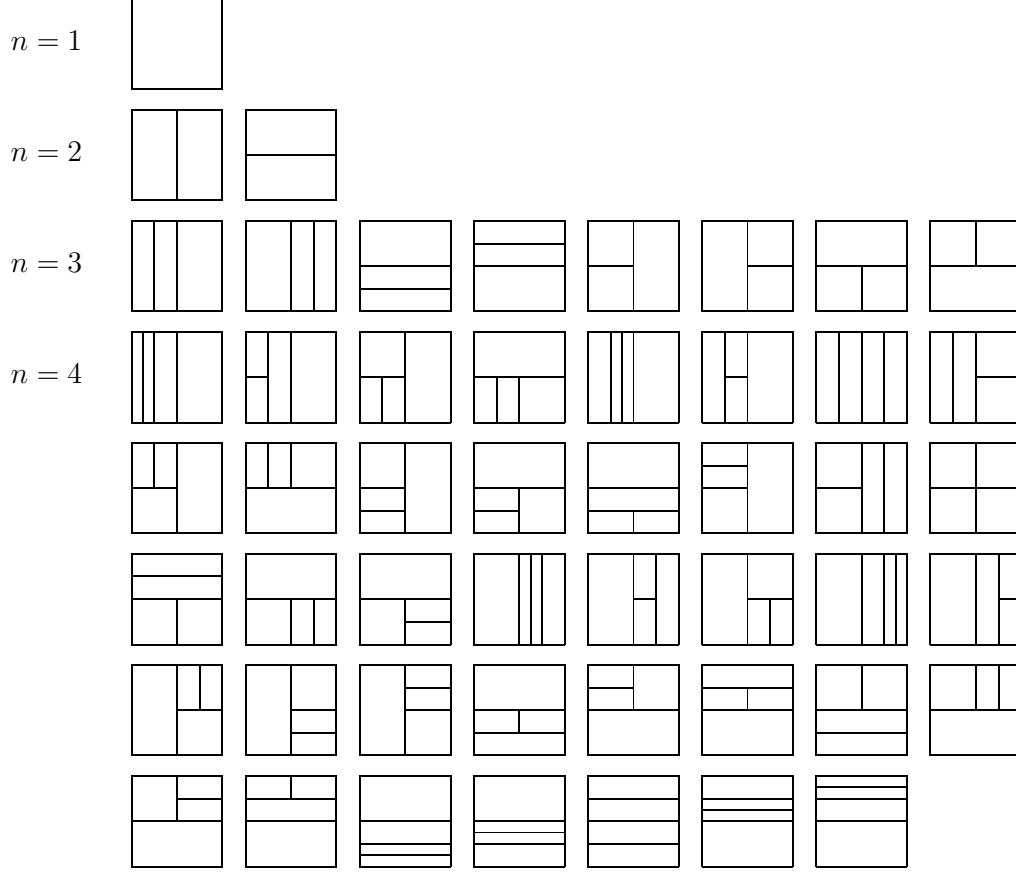 n = 1
n = 2
n = 3
n = 4